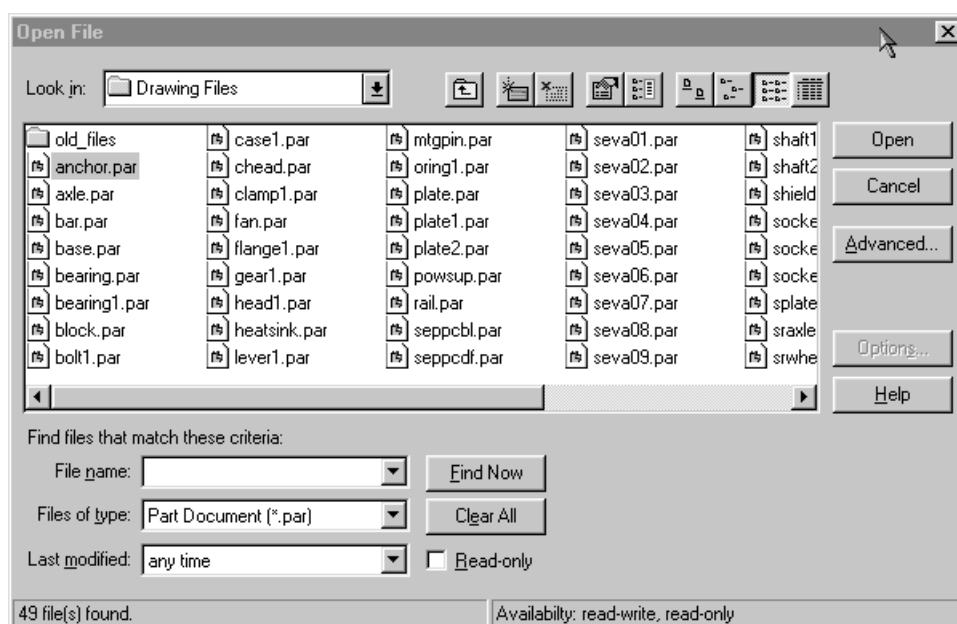 Open File
Look in: Drawing Files
old_files case1.par mtgpin.par seva01.par shaft1
anchor.par chead.par oring1.par seva02.par shaft2
axle.par clamp1.par plate.par seva03.par shield
bar.par fan.par plate1.par seva04.par socke
base.par flange1.par plate2.par seva05.par socke
bearing.par gear1.par powsup.par seva06.par socke
bearing1.par head1.par rail.par seva07.par splate
block.par heatsink.par seppcbl.par seva08.par sraxle
bolt1.par lever1.par seppcdf.par seva09.par srwhe
Open
Cancel
Advanced...
Options...
Help
Find files that match these criteria:
File name: Find Now
Files of type: Part Document (*.par) Clear All
Last modified: any time Read-only
49 file(s) found. Availabilty: read-write, read-only